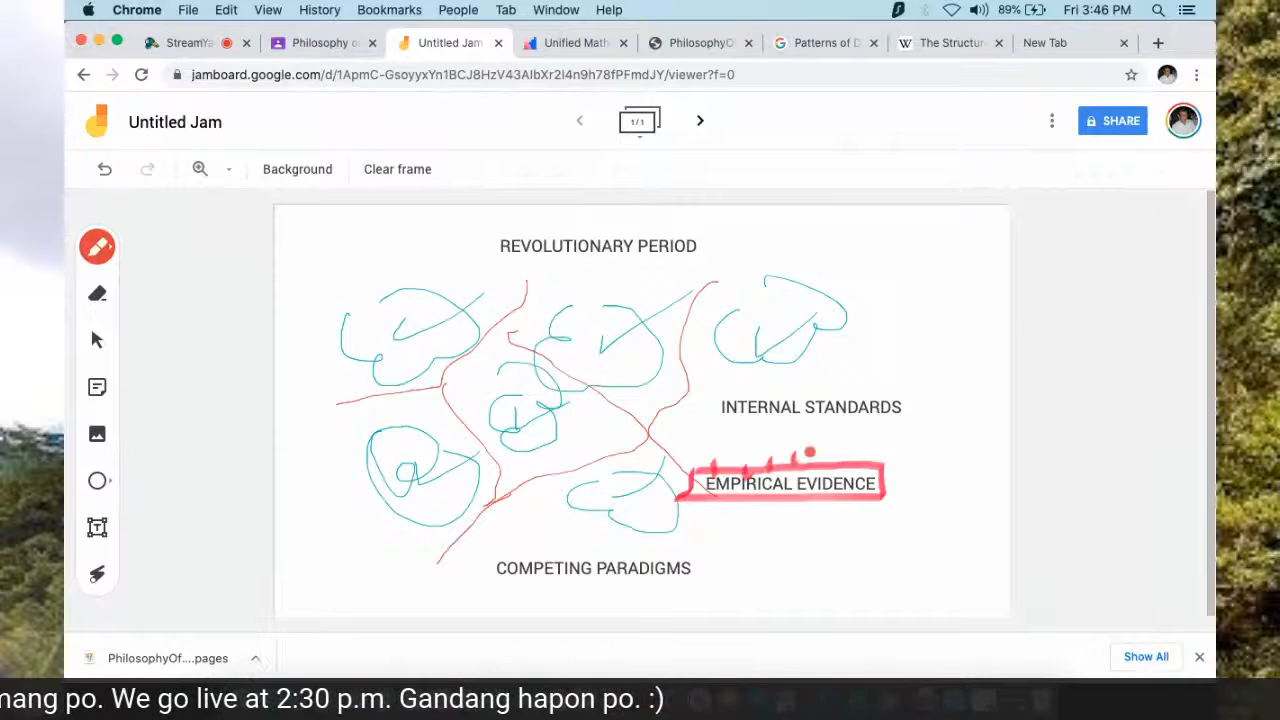 Chrome File Edit View History Bookmarks People Tab Window Help 89% Fri 3:46 PM
StreamYa Philosophy o Untitled Jam Unified Math PhilosophyO Patterns of D The Structur New Tab
jamboard.google.com/d/1ApmC-GsoyyxYn1BCJ8HzV43AlbXr2I4n9h78fPFmdJY/viewer?f=0
Untitled Jam 1/1 SHARE
Background Clear frame
REVOLUTIONARY PERIOD
INTERNAL STANDARDS
EMPIRICAL EVIDENCE
COMPETING PARADIGMS
PhilosophyOf....pages Show All
mang po. We go live at 2:30 p.m. Gandang hapon po. :)